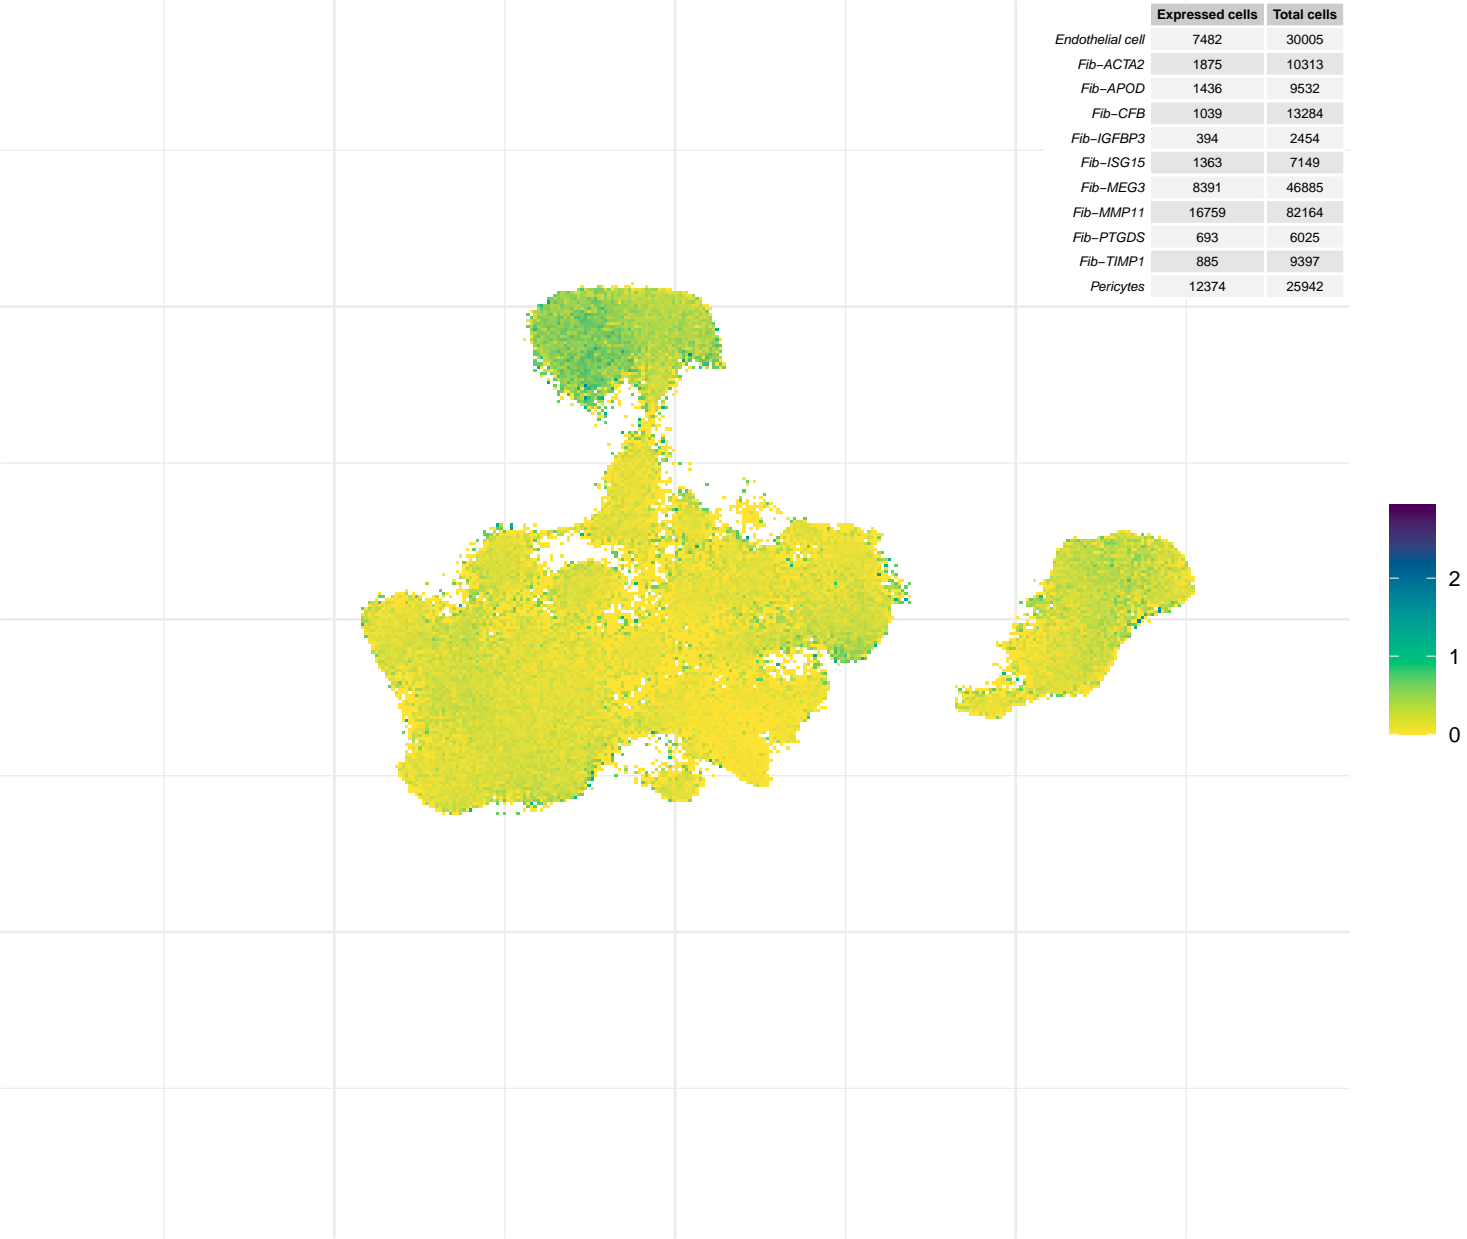 Expressed cells Total cells
Endothelial cell 7482 30005
Fib−ACTA2 1875 10313
Fib−APOD 1436 9532
Fib−CFB 1039 13284
Fib−IGFBP3 394 2454
Fib−ISG15 1363 7149
Fib−MEG3 8391 46885
Fib−MMP11 16759 82164
Fib−PTGDS 693 6025
Fib−TIMP1 885 9397
Pericytes 12374 25942
2
1
0